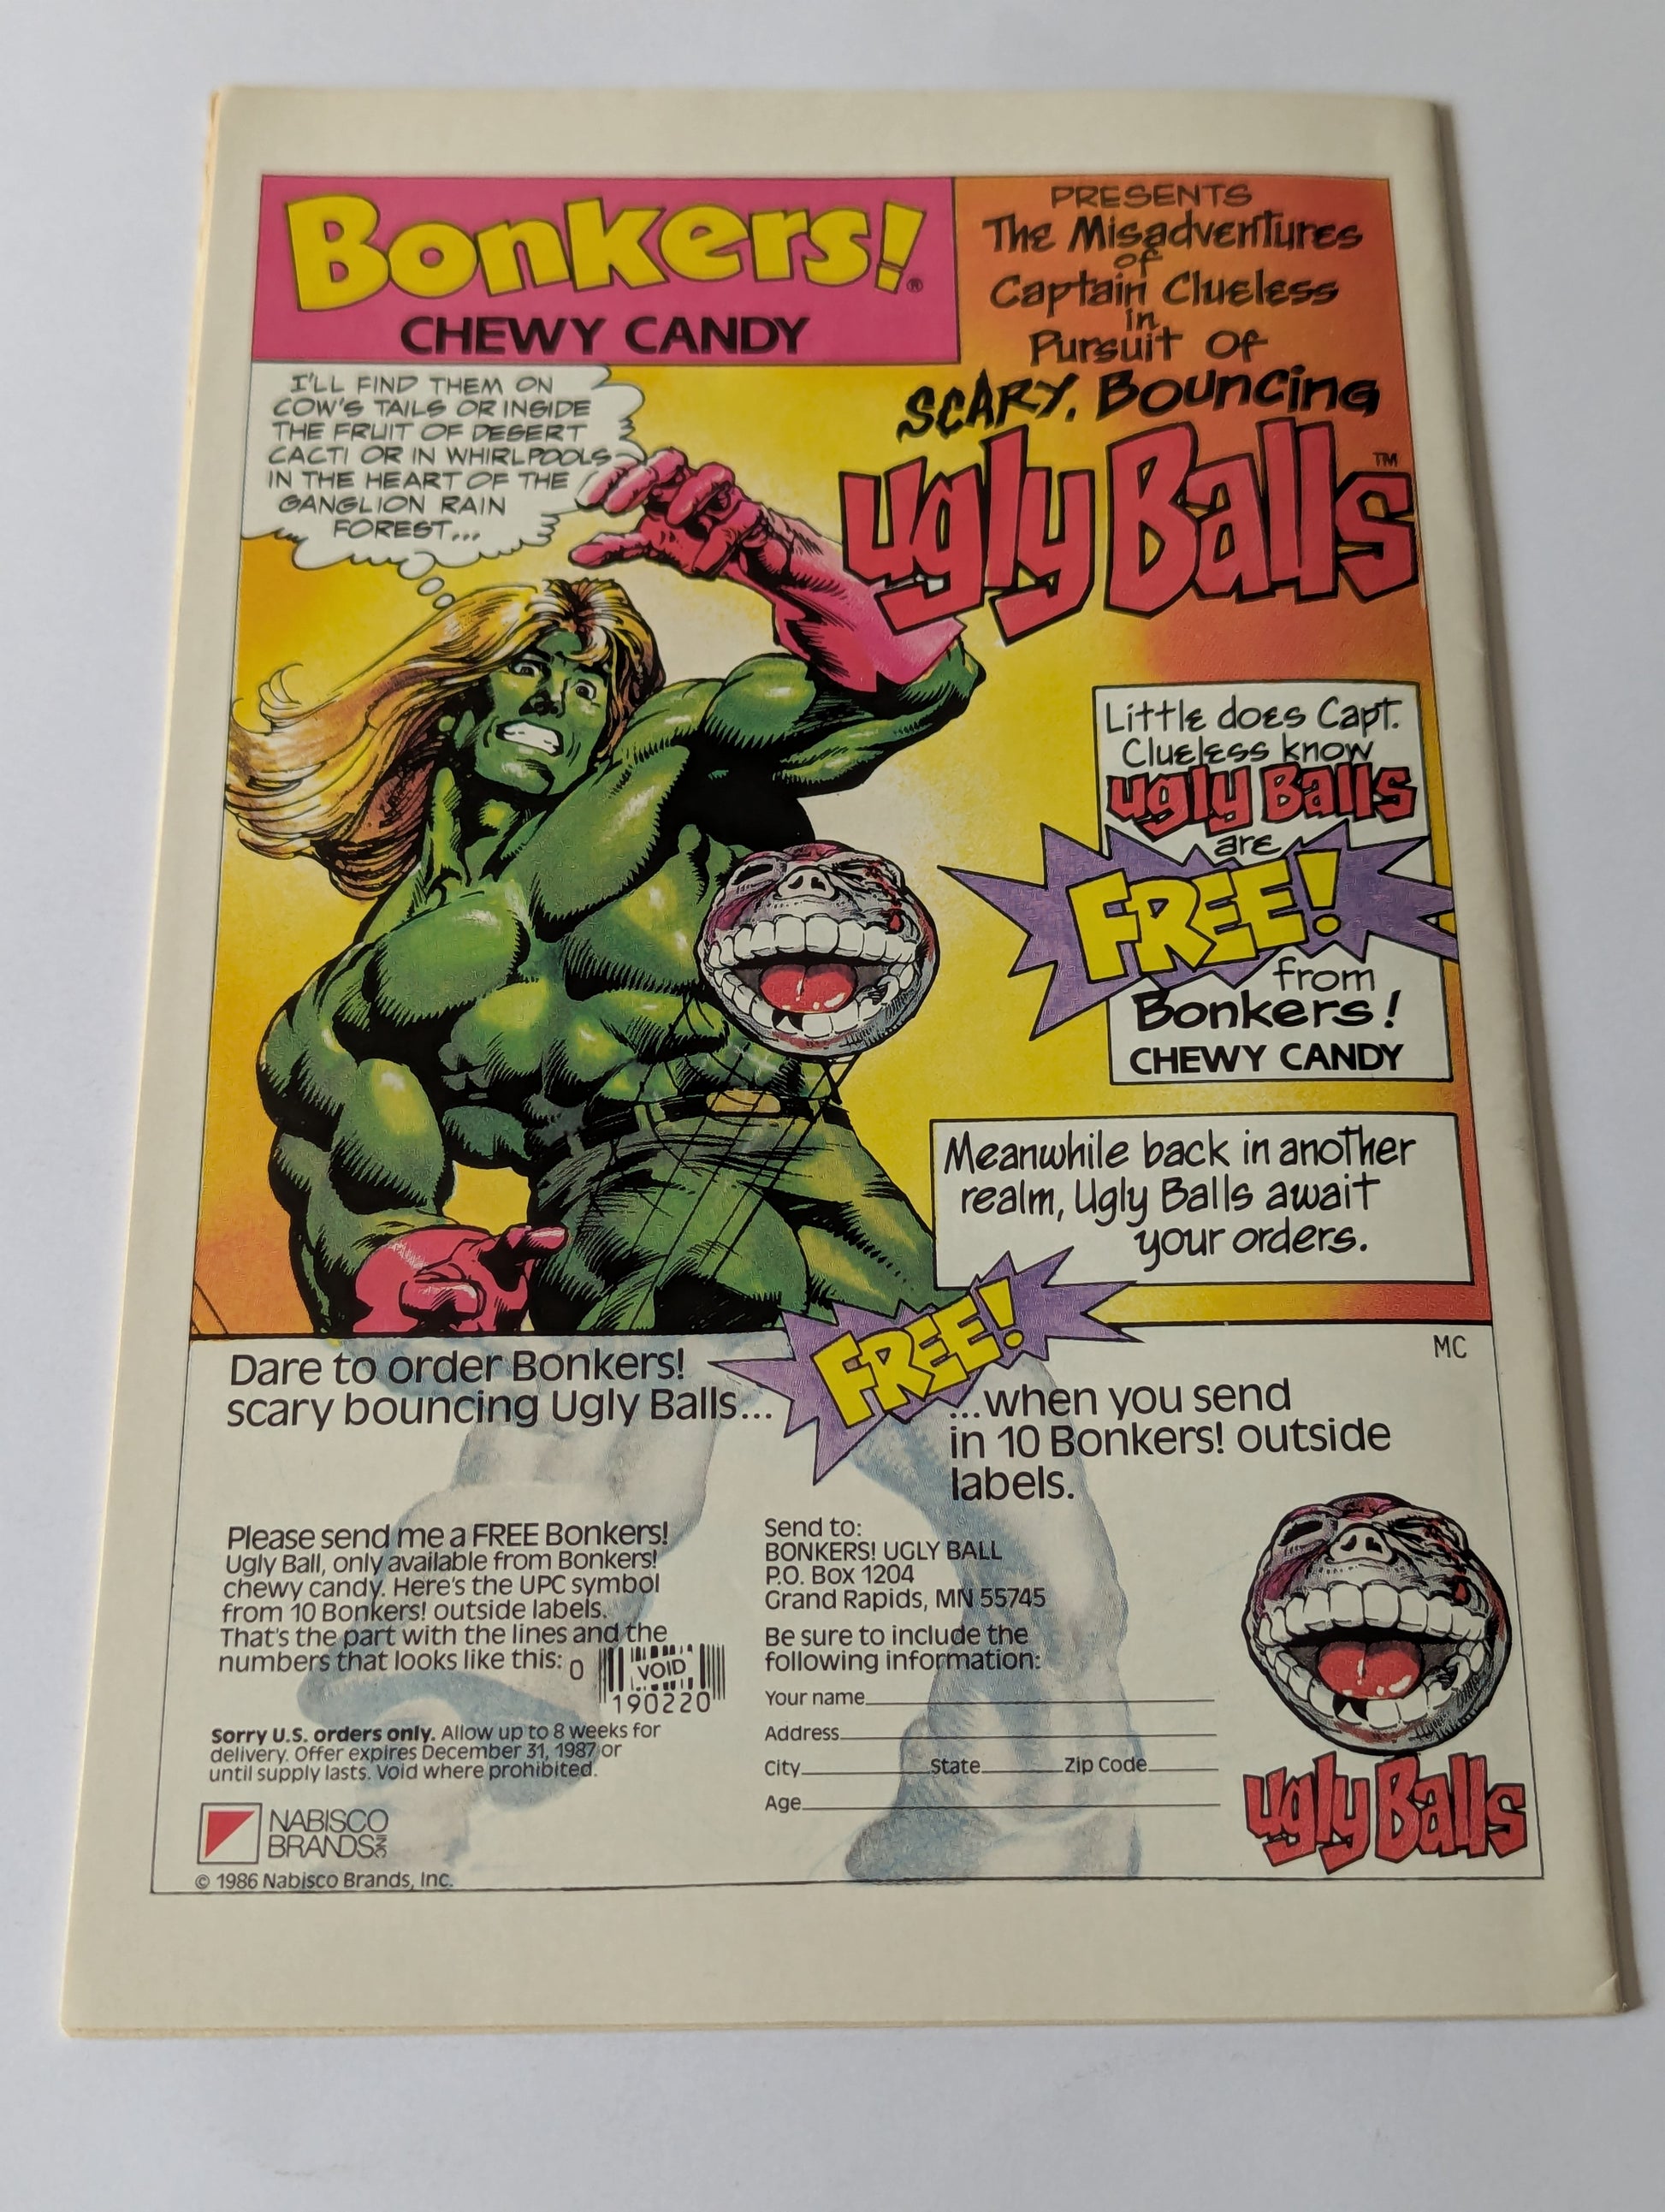 Bonkers!®
CHEWY CANDY
PRESENTS
The Misadventures
of
Captain Clueless
in
Pursuit Of
SCARY, Bouncing
ugly Balls™
I'LL FIND THEM ON
COW'S TAILS OR INSIDE
THE FRUIT OF DESERT
CACTI OR IN WHIRLPOOLS
IN THE HEART OF THE
GANGLION RAIN
FOREST...
Little does Capt.
Clueless know
ugly Balls
are
FREE!
from
Bonkers!
CHEWY CANDY
Meanwhile back in another
realm, Ugly Balls await
your orders.
MC
Dare to order Bonkers!
scary bouncing Ugly Balls...
FREE!
...when you send
in 10 Bonkers! outside
labels.
Please send me a FREE Bonkers!
Ugly Ball, only available from Bonkers!
chewy candy. Here's the UPC symbol
from 10 Bonkers! outside labels.
That's the part with the lines and the
numbers that looks like this:
0
VOID
190220
Sorry U.S. orders only. Allow up to 8 weeks for
delivery. Offer expires December 31, 1987 or
until supply lasts. Void where prohibited.
NABISCO
BRANDS INC
© 1986 Nabisco Brands, Inc.
Send to:
BONKERS! UGLY BALL
P.O. Box 1204
Grand Rapids, MN 55745
Be sure to include the
following information:
Your name
Address
City State Zip Code
Age
ugly Balls